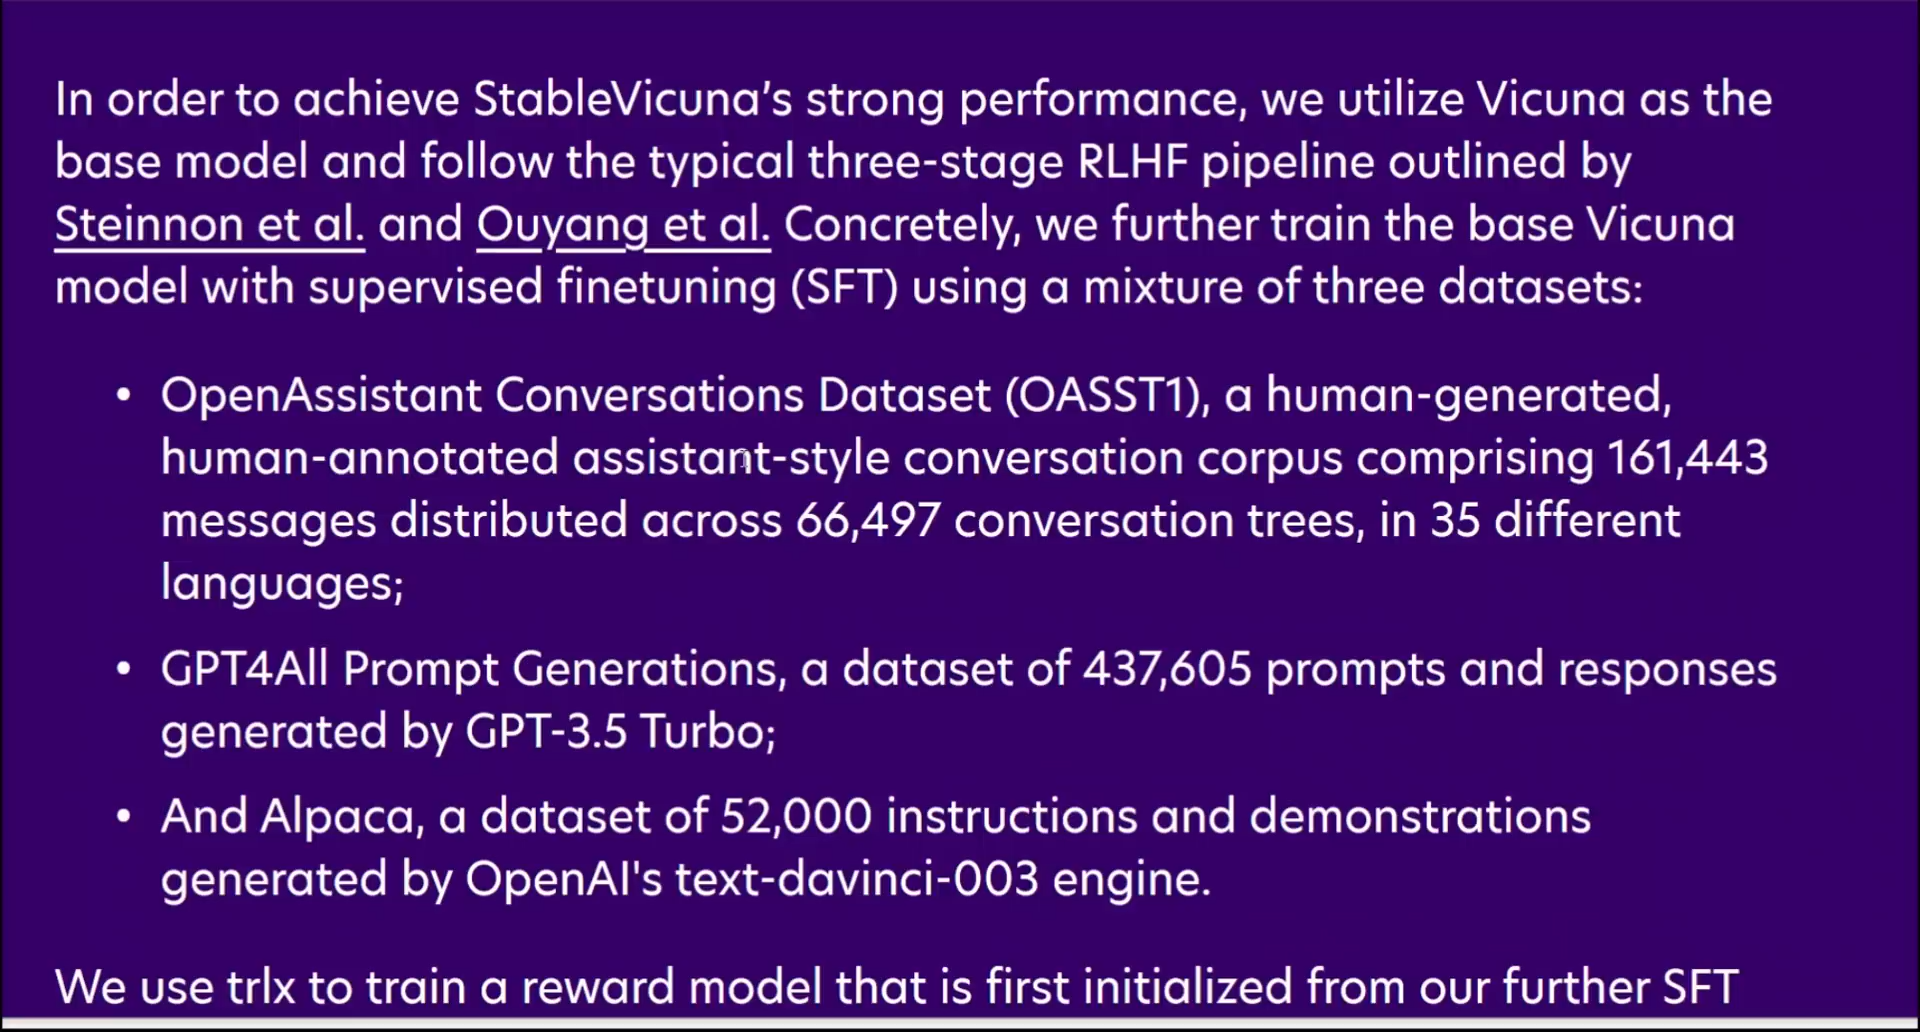 In order to achieve StableVicuna’s strong performance, we utilize Vicuna as the
base model and follow the typical three-stage RLHF pipeline outlined by
Steinnon et al. and Ouyang et al. Concretely, we further train the base Vicuna
model with supervised finetuning (SFT) using a mixture of three datasets:
• OpenAssistant Conversations Dataset (OASST1), a human-generated,
human-annotated assistant-style conversation corpus comprising 161,443
messages distributed across 66,497 conversation trees, in 35 different
languages;
• GPT4All Prompt Generations, a dataset of 437,605 prompts and responses
generated by GPT-3.5 Turbo;
• And Alpaca, a dataset of 52,000 instructions and demonstrations
generated by OpenAI's text-davinci-003 engine.
We use trlx to train a reward model that is first initialized from our further SFT